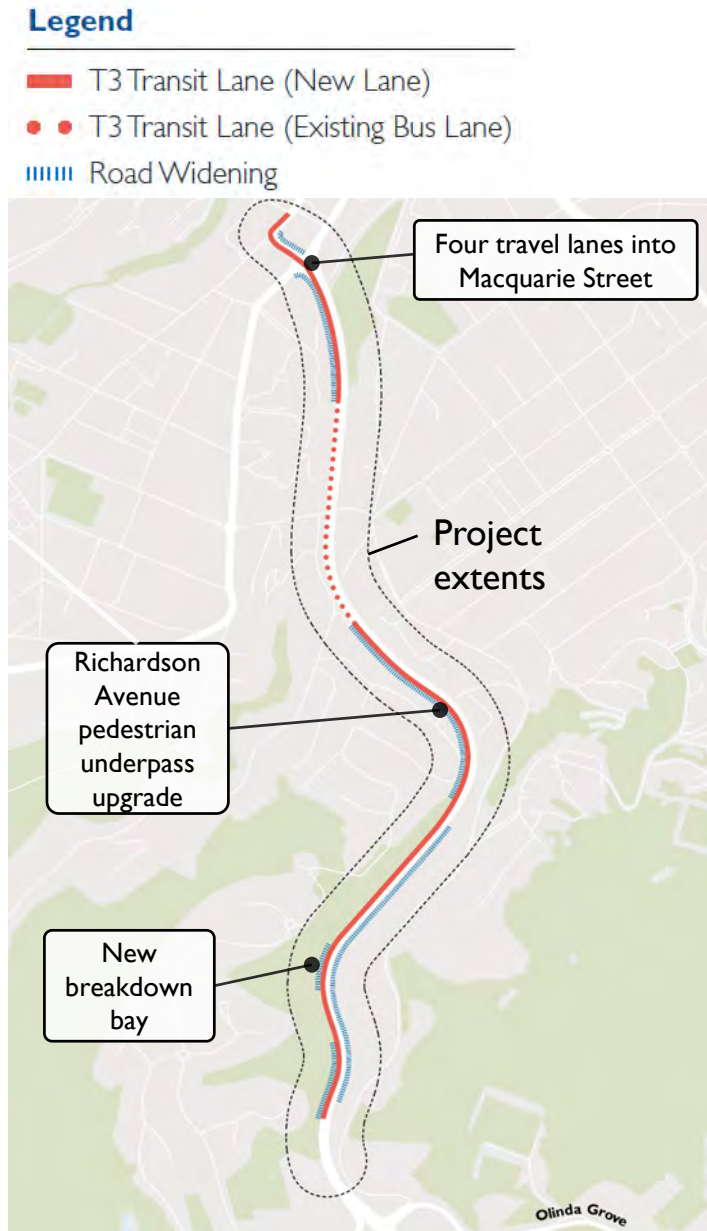 Legend
T3 Transit Lane (New Lane)
T3 Transit Lane (Existing Bus Lane)
Road Widening
Four travel lanes into
Macquarie Street
Project
extents
Richardson
Avenue
pedestrian
underpass
upgrade
New
breakdown
bay
Olinda Grove